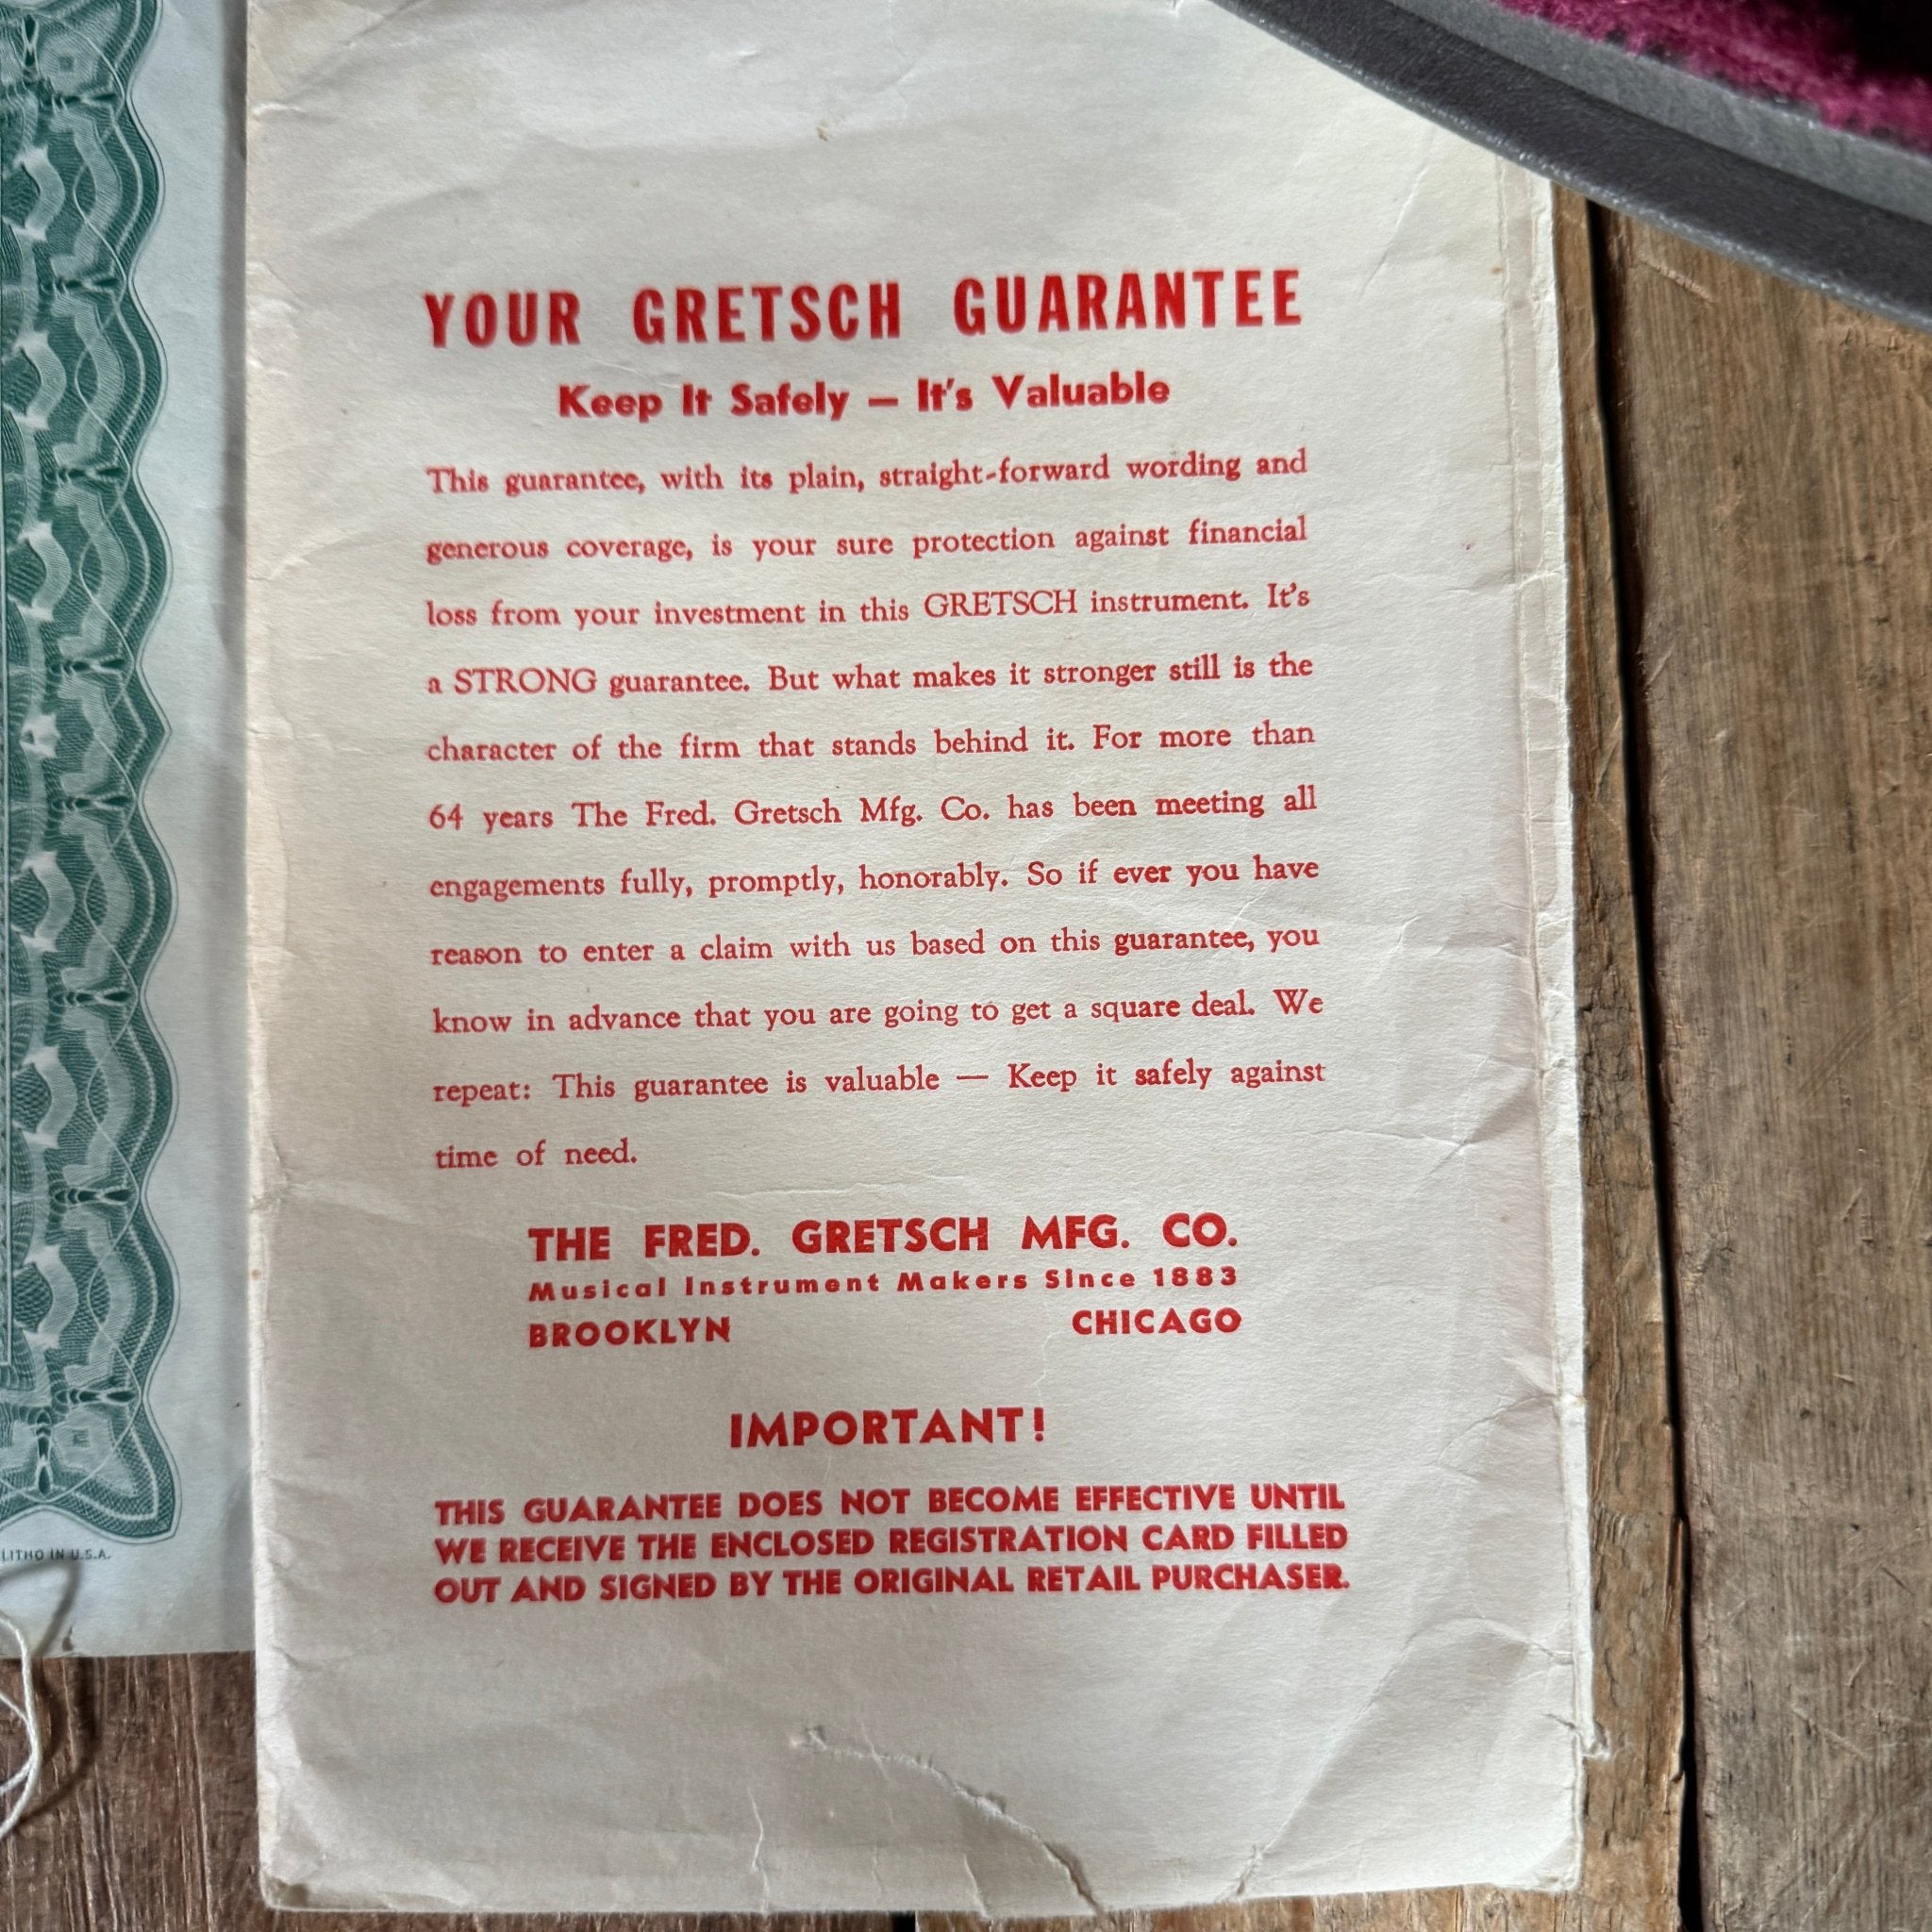 YOUR GRETSCH GUARANTEE
Keep It Safely — It's Valuable
This guarantee, with its plain, straight-forward wording and
generous coverage, is your sure protection against financial
loss from your investment in this GRETSCH instrument. It's
a STRONG guarantee. But what makes it stronger still is the
character of the firm that stands behind it. For more than
64 years The Fred. Gretsch Mfg. Co. has been meeting all
engagements fully, promptly, honorably. So if ever you have
reason to enter a claim with us based on this guarantee, you
know in advance that you are going to get a square deal. We
repeat: This guarantee is valuable — Keep it safely against
time of need.
THE FRED. GRETSCH MFG. CO.
Musical Instrument Makers Since 1883
BROOKLYN CHICAGO
IMPORTANT!
THIS GUARANTEE DOES NOT BECOME EFFECTIVE UNTIL
WE RECEIVE THE ENCLOSED REGISTRATION CARD FILLED
OUT AND SIGNED BY THE ORIGINAL RETAIL PURCHASER.
LITHO IN U.S.A.